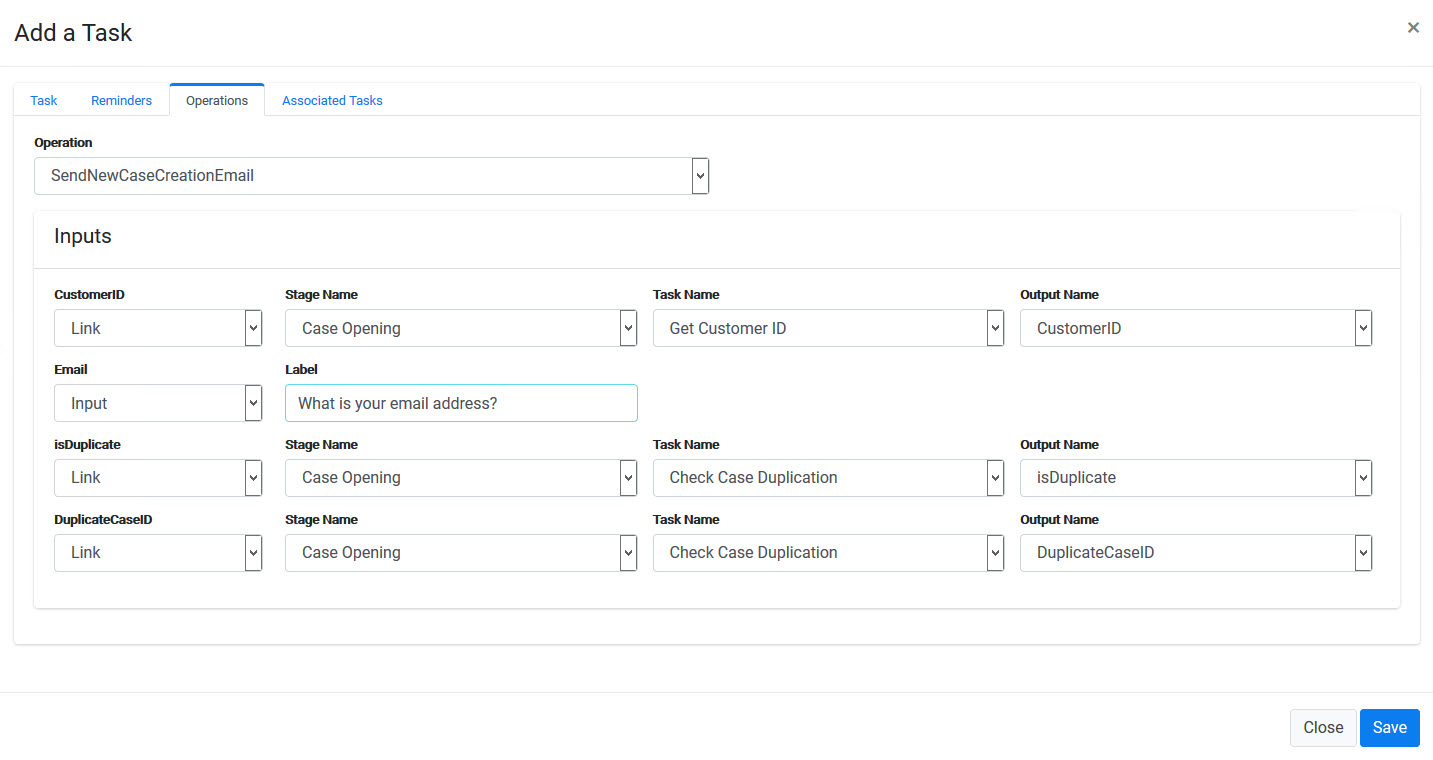 Add a Task
×
Task Reminders Operations Associated Tasks
Operation
SendNewCaseCreationEmail
Inputs
CustomerID Stage Name Task Name Output Name
Link Case Opening Get Customer ID CustomerID
Email Label
Input What is your email address?
isDuplicate Stage Name Task Name Output Name
Link Case Opening Check Case Duplication isDuplicate
DuplicateCaseID Stage Name Task Name Output Name
Link Case Opening Check Case Duplication DuplicateCaseID
Close Save